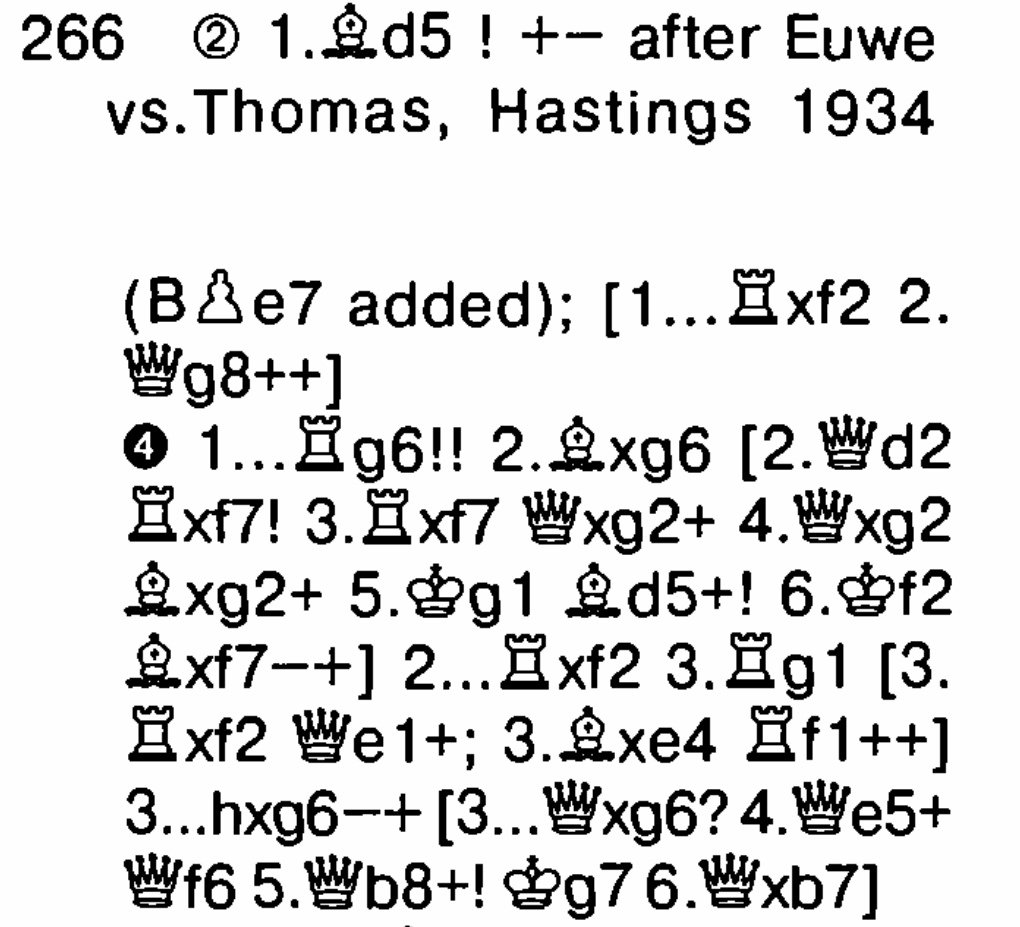 266 ② 1.♗d5 ! +− after Euwe
vs.Thomas, Hastings 1934
(B♙e7 added); [1...♖xf2 2.
♕g8++]
❹ 1...♖g6!! 2.♗xg6 [2.♕d2
♖xf7! 3.♖xf7 ♕xg2+ 4.♕xg2
♗xg2+ 5.♔g1 ♗d5+! 6.♔f2
♗xf7−+] 2...♖xf2 3.♖g1 [3.
♖xf2 ♕e1+; 3.♗xe4 ♖f1++]
3...hxg6−+ [3...♕xg6? 4.♕e5+
♕f6 5.♕b8+! ♔g7 6.♕xb7]